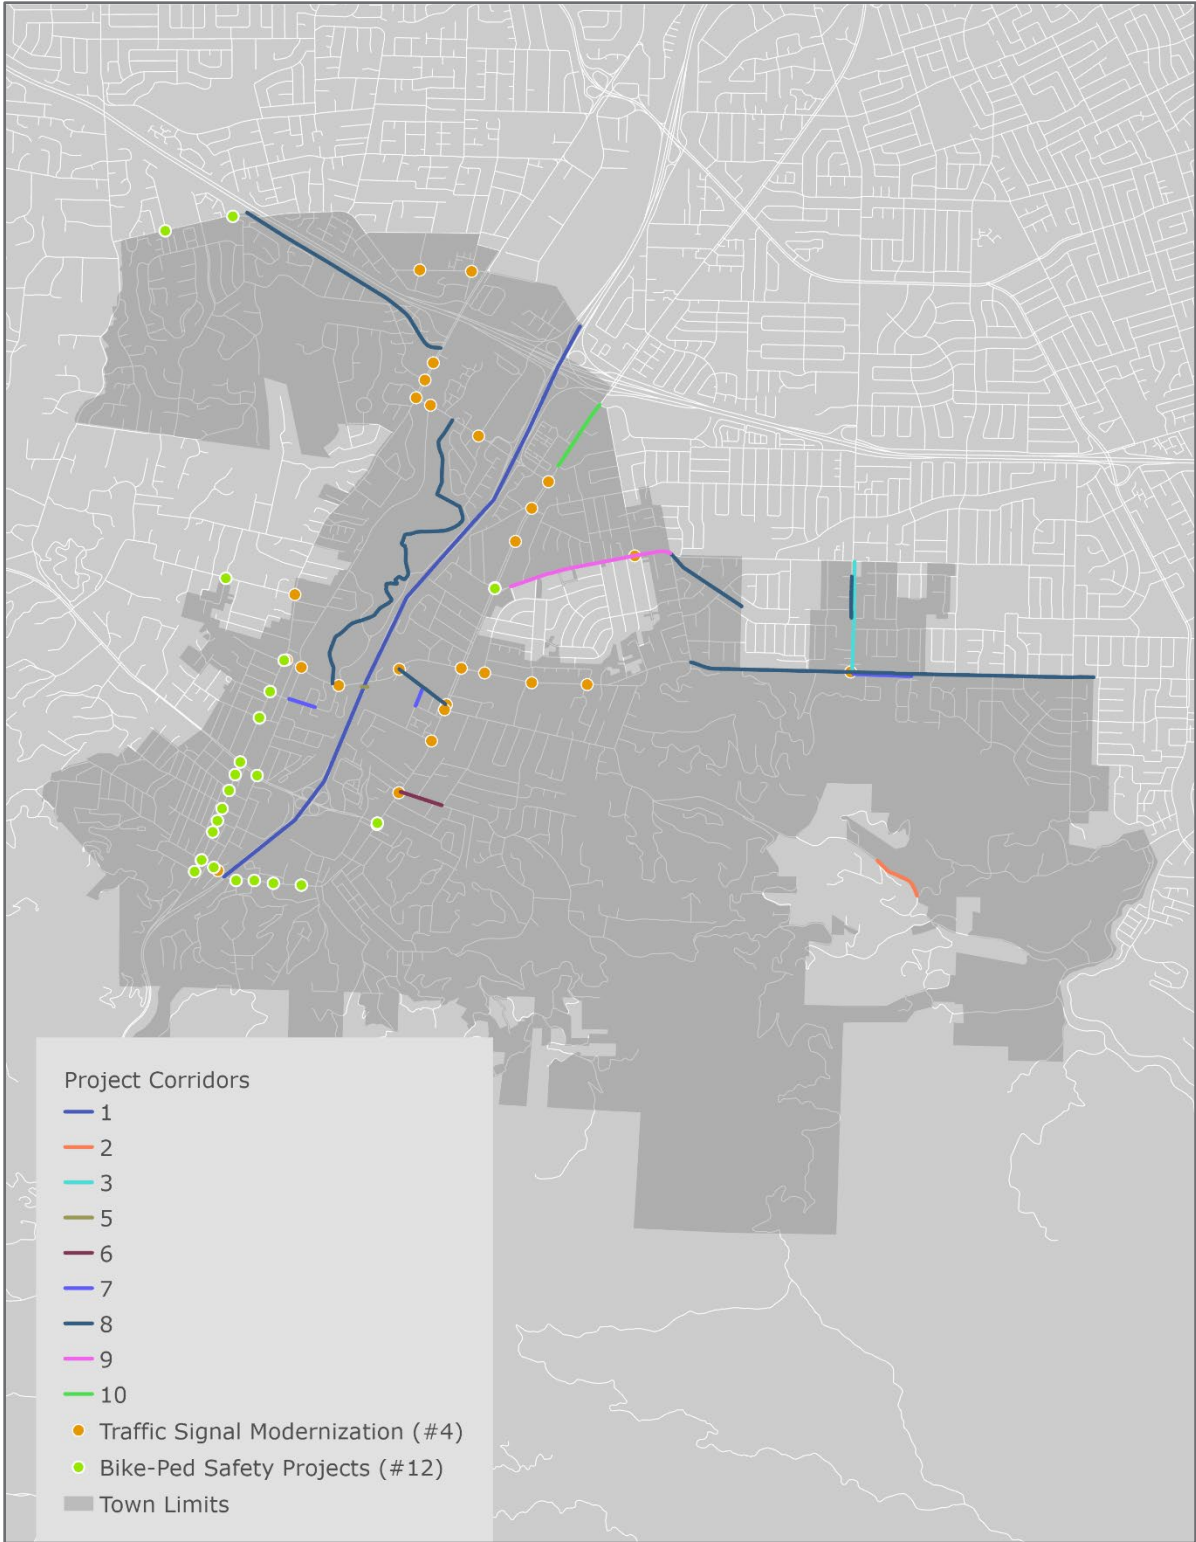 Project Corridors
1
2
3
5
6
7
8
9
10
Traffic Signal Modernization (#4)
Bike-Ped Safety Projects (#12)
Town Limits